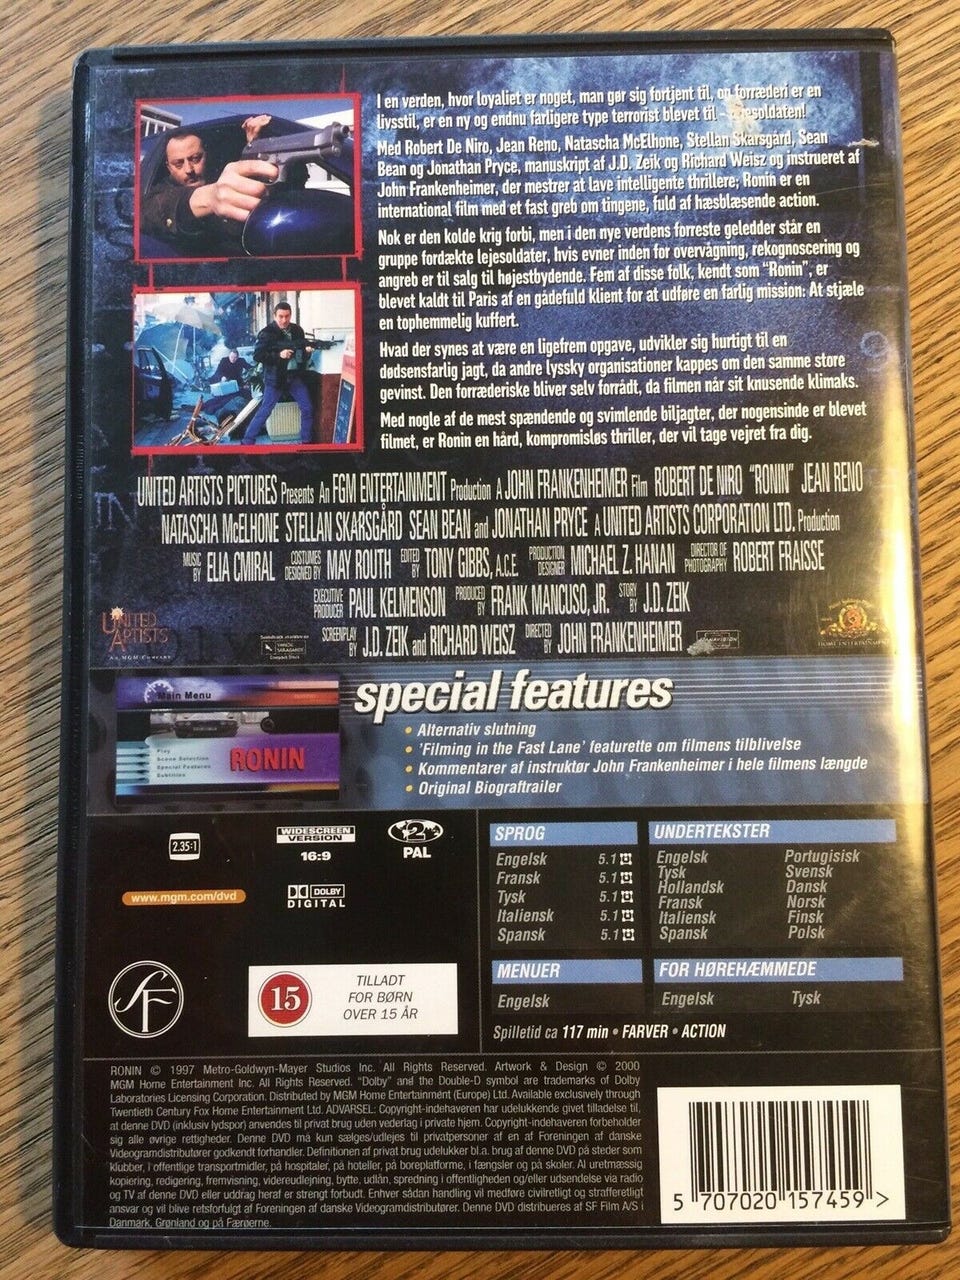 I en verden, hvor loyaliet er noget, man gør sig fortjent til, og forræderi er en
livsstil, er en ny og endnu farligere type terrorist blevet til -
Med Robert De Niro, Jean Reno, Natascha McElhone, Stellan Skarsgård, Sean
Bean og Jonathan Pryce, manuskript af J.D. Zeik og Richard Weisz og instrueret af
John Frankenheimer, der mestrer at lave intelligente thrillere; Ronin er en
international film med et fast greb om tingene, fuld af hæsblæsende action.
Nok er den kolde krig forbi, men i den nye verdens forreste geledder står en
gruppe fordækte lejesoldater, hvis evner inden for overvågning, rekognoscering og
angreb er til salg til højestbydende. Fem af disse folk, kendt som "Ronin", er
blevet kaldt til Paris af en gådefuld klient for at udføre en farlig mission: At stjæle
en tophemmelig kuffert.
Hvad der synes at være en ligefrem opgave, udvikler sig hurtigt til en
dødsensfarlig jagt, da andre lyssky organisationer kappes om den samme store
gevinst. Den forræderiske bliver selv forrådt, da filmen når sit knusende klimaks.
Med nogle af de mest spændende og svimlende biljagter, der nogensinde er blevet
filmet, er Ronin en hård, kompromisløs thriller, der vil tage vejret fra dig.
UNITED ARTISTS PICTURES Presents An FGM ENTERTAINMENT Production A JOHN FRANKENHEIMER Film ROBERT DE NIRO "RONIN" JEAN RENO
NATASCHA McELHONE STELLAN SKARSGÅRD SEAN BEAN and JONATHAN PRYCE A UNITED ARTISTS CORPORATION LTD. Production
MUSIC BY ELIA CMIRAL COSTUMES DESIGNED BY MAY ROUTH EDITED BY TONY GIBBS, A.C.E. PRODUCTION DESIGNER MICHAEL Z. HANAN DIRECTOR OF PHOTOGRAPHY ROBERT FRAISSE
EXECUTIVE PRODUCER PAUL KELMENSON PRODUCED BY FRANK MANCUSO, JR. STORY BY J.D. ZEIK
SCREENPLAY BY J.D. ZEIK and RICHARD WEISZ DIRECTED BY JOHN FRANKENHEIMER
UNITED
ARTISTS
AN MGM COMPANY
PANAVISION
special features
Main Menu
Play
Scene Selection
Special Features
Subtitles
RONIN
• Alternativ slutning
• 'Filming in the Fast Lane' featurette om filmens tilblivelse
• Kommentarer af instruktør John Frankenheimer i hele filmens længde
• Original Biograftrailer
2.35:1
WIDESCREEN
VERSION
16:9
2
PAL
www.mgm.com/dvd
DOLBY
DIGITAL
SF
15
TILLADT
FOR BØRN
OVER 15 ÅR
SPROG
Engelsk 5.1
Fransk 5.1
Tysk 5.1
Italiensk 5.1
Spansk 5.1
UNDERTEKSTER
Engelsk Portugisisk
Tysk Svensk
Hollandsk Dansk
Fransk Norsk
Italiensk Finsk
Spansk Polsk
MENUER
Engelsk
FOR HØREHÆMMEDE
Engelsk Tysk
Spilletid ca 117 min • FARVER • ACTION
RONIN © 1997 Metro-Goldwyn-Mayer Studios Inc. All Rights Reserved. Artwork & Design © 2000
MGM Home Entertainment Inc. All Rights Reserved. "Dolby" and the Double-D symbol are trademarks of Dolby
Laboratories Licensing Corporation. Distributed by MGM Home Entertainment (Europe) Ltd. Available exclusively through
Twentieth Century Fox Home Entertainment Ltd. ADVARSEL: Copyright-indehaveren har udelukkende givet tilladelse til,
at denne DVD (inklusiv lydspor) anvendes til privat brug uden vederlag i private hjem. Copyright-indehaveren forbeholder
sig alle øvrige rettigheder. Denne DVD må kun sælges/udlejes til privatpersoner af en af Foreningen af danske
Videogramdistributører godkendt forhandler. Definitionen af privat brug udelukker bl.a. brug af denne DVD på steder som
klubber, i offentlige transportmidler, på hospitaler, på hoteller, på boreplatforme, i fængsler og på skoler. Al uretmæssig
kopiering, redigering, fremvisning, videreudlejning, bytte, udlån, spredning i offentligheden og/eller udsendelse via radio
og TV af denne DVD eller uddrag heraf er strengt forbudt. Enhver sådan handling vil medføre civilretligt og strafferetligt
ansvar og vil blive retsforfulgt af Foreningen af danske Videogramdistributører. Denne DVD distribueres af SF Film A/S i
Danmark, Grønland og på Færøerne.
5 707020 157459 >